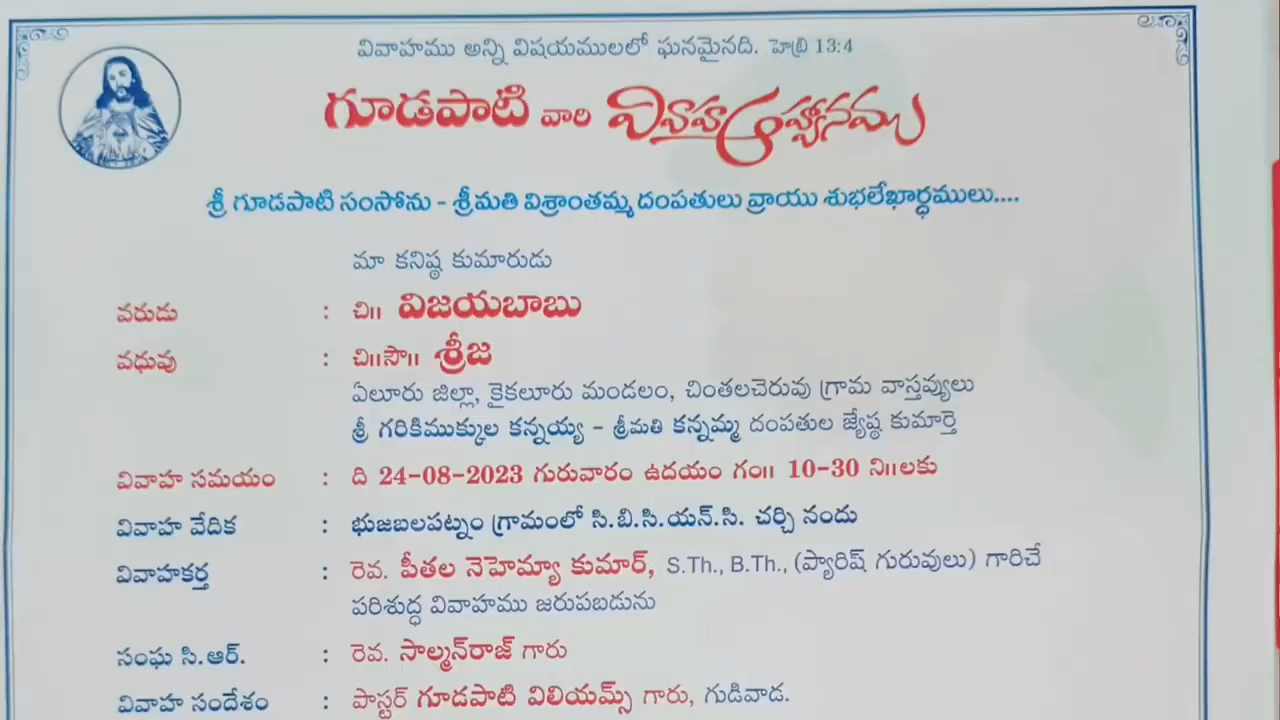 వివాహము అన్ని విషయములలో ఘనమైనది. హెబ్రి 13:4
గూడపాటి వారి వివాహ ఆహ్వానము
శ్రీ గూడపాటి సంసోను - శ్రీమతి విశ్రాంతమ్మ దంపతులు వ్రాయు శుభలేఖార్ధములు....
మా కనిష్ఠ కుమారుడు
వరుడు : చి॥ విజయబాబు
వధువు : చి॥సౌ॥ శ్రీజ
ఏలూరు జిల్లా, కైకలూరు మండలం, చింతలచెరువు గ్రామ వాస్తవ్యులు
శ్రీ గరికిముక్కుల కన్నయ్య - శ్రీమతి కన్నమ్మ దంపతుల జ్యేష్ఠ కుమార్తె
వివాహ సమయం : ది 24-08-2023 గురువారం ఉదయం గం॥ 10-30 ని॥లకు
వివాహ వేదిక : భుజబలపట్నం గ్రామంలో సి.బి.సి.యన్.సి. చర్చి నందు
వివాహకర్త : రెవ. పీతల నెహెమ్యా కుమార్, S.Th., B.Th., (ప్యారిష్ గురువులు) గారిచే
పరిశుద్ధ వివాహము జరుపబడును
సంఘ సి.ఆర్. : రెవ. సాల్మన్‌రాజ్ గారు
వివాహ సందేశం : పాస్టర్ గూడపాటి విలియమ్స్ గారు, గుడివాడ.